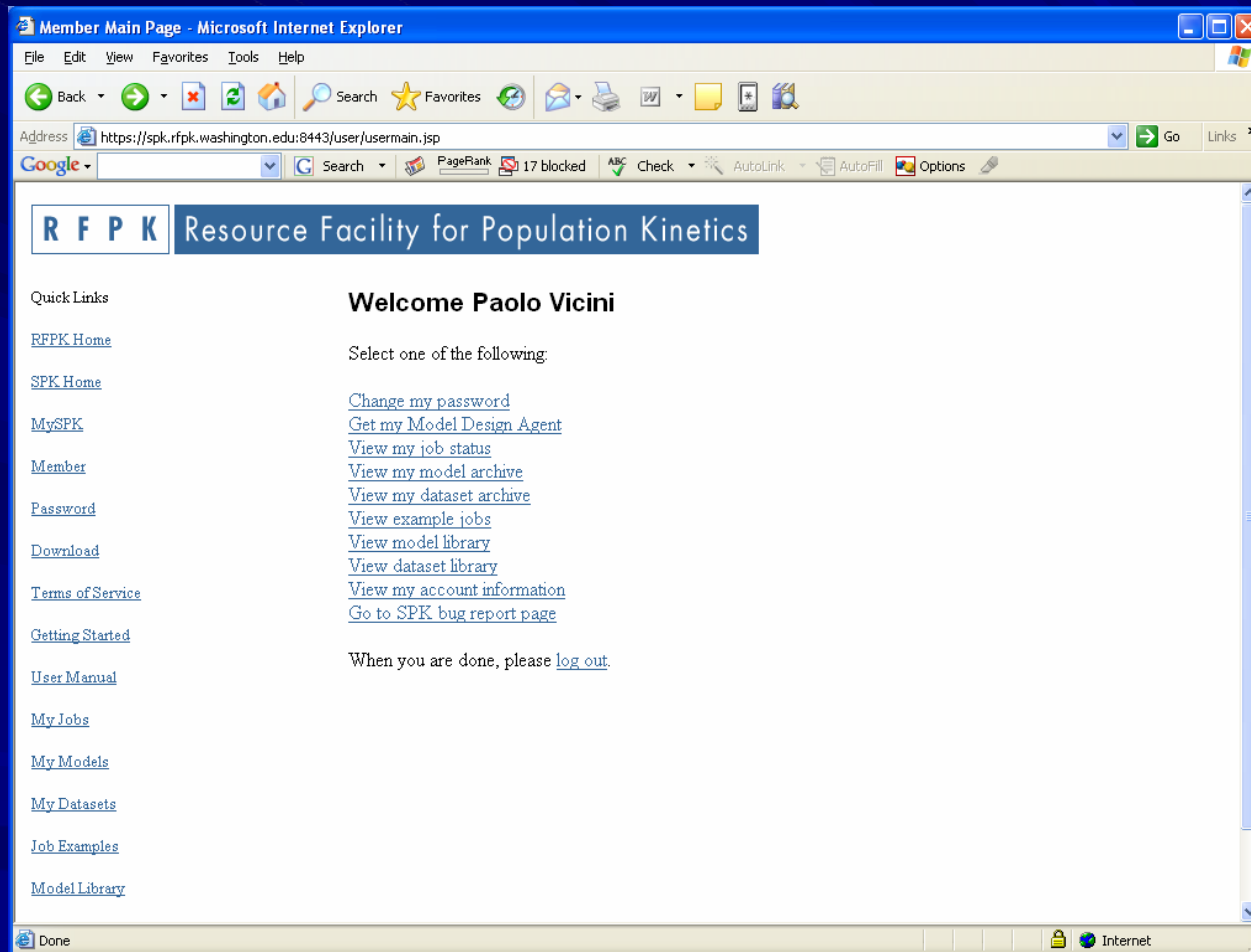 Member Main Page - Microsoft Internet Explorer
File Edit View Favorites Tools Help
Back Search Favorites
Address https://spk.rfpk.washington.edu:8443/user/usermain.jsp Go Links
Google Search PageRank 17 blocked ABC Check AutoLink AutoFill Options
R F P K Resource Facility for Population Kinetics
Quick Links
RFPK Home
SPK Home
MySPK
Member
Password
Download
Terms of Service
Getting Started
User Manual
My Jobs
My Models
My Datasets
Job Examples
Model Library
Welcome Paolo Vicini
Select one of the following:
Change my password
Get my Model Design Agent
View my job status
View my model archive
View my dataset archive
View example jobs
View model library
View dataset library
View my account information
Go to SPK bug report page
When you are done, please log out.
Done Internet